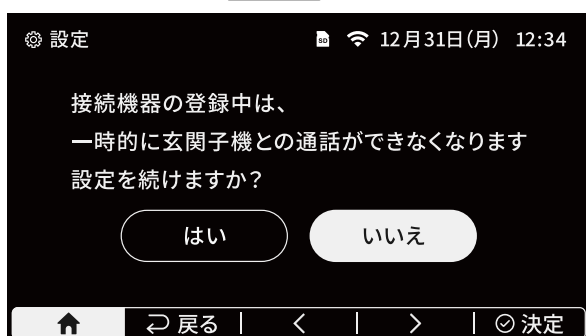 設定 SD 12月31日(月) 12:34
接続機器の登録中は、
一時的に玄関子機との通話ができなくなります
設定を続けますか?
はい いいえ
戻る 決定